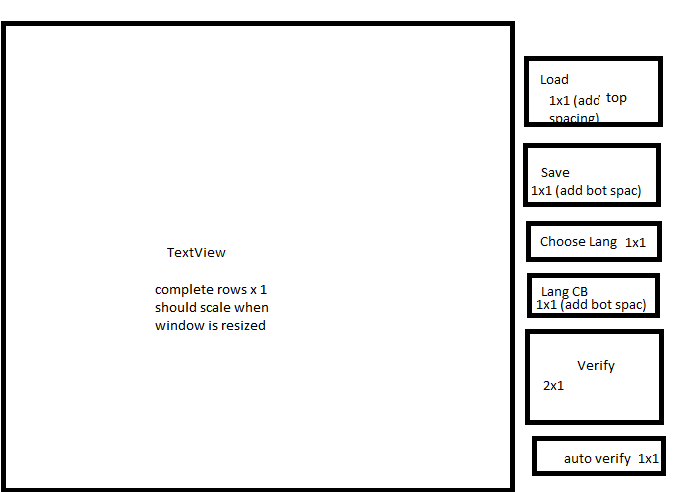 TextView
complete rows x 1
should scale when
window is resized
Load
1x1 (add top
spacing)
Save
1x1 (add bot spac)
Choose Lang 1x1
Lang CB
1x1 (add bot spac)
Verify
2x1
auto verify 1x1